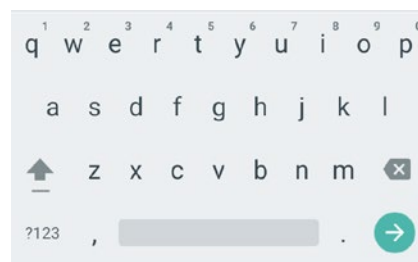 1 2 3 4 5 6 7 8 9
q w e r t y u i o p
a s d f g h j k l
z x c v b n m
?123 , .